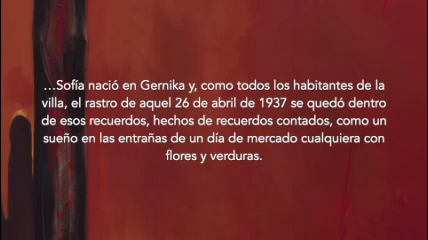 ...Sofía nació en Gernika y, como todos los habitantes de la
villa, el rastro de aquel 26 de abril de 1937 se quedó dentro
de esos recuerdos, hechos de recuerdos contados, como un
sueño en las entrañas de un día de mercado cualquiera con
flores y verduras.